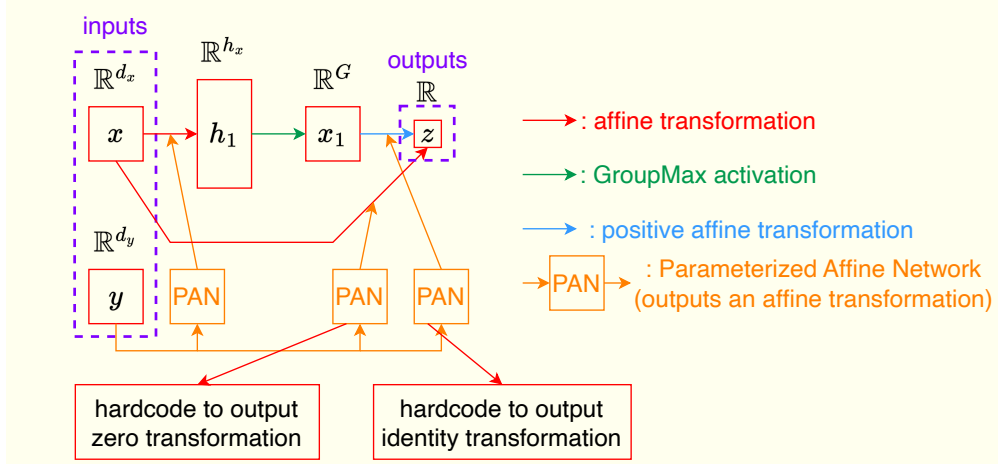 inputs
ℝ^{h_x}
outputs
ℝ^{d_x}
ℝ^G
ℝ
x
h_1
x_1
z
: affine transformation
: GroupMax activation
ℝ^{d_y}
: positive affine transformation
y
PAN
PAN
PAN
PAN
: Parameterized Affine Network
(outputs an affine transformation)
hardcode to output
zero transformation
hardcode to output
identity transformation